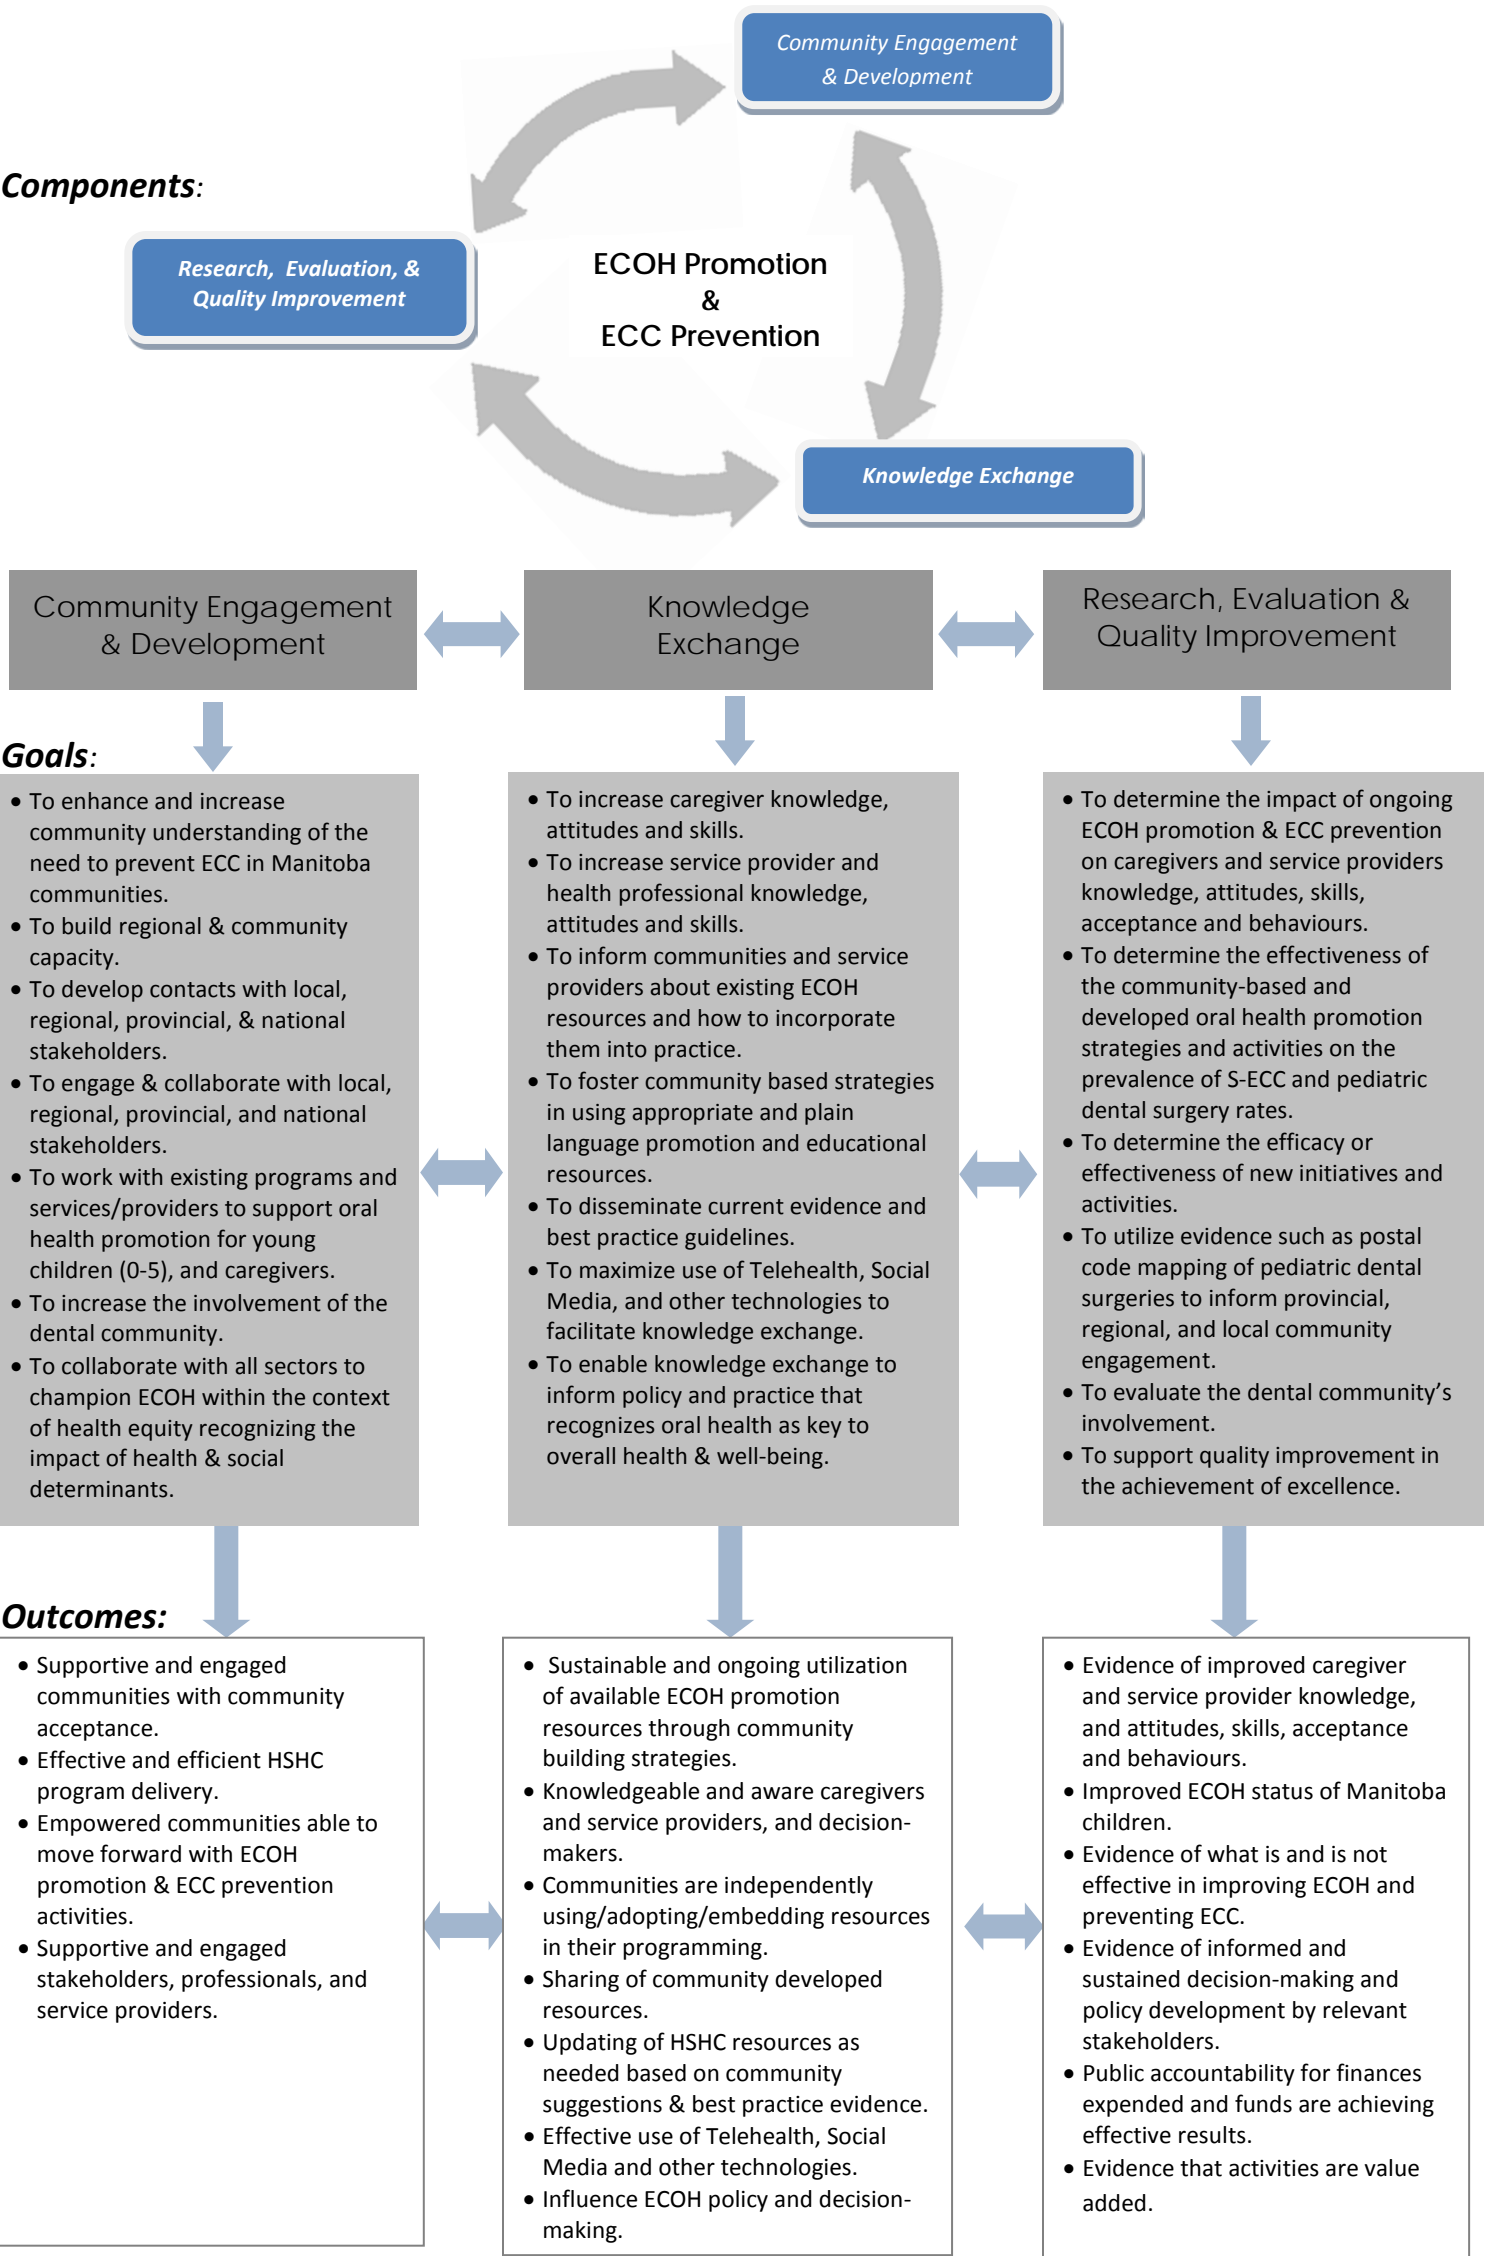 Community Engagement
& Development
Components:
Research,  Evaluation, &
Quality Improvement
ECOH Promotion
&
ECC Prevention
Knowledge Exchange
Community Engagement
& Development
Knowledge
Exchange
Research, Evaluation &
Quality Improvement
Goals:
• To enhance and increase
community understanding of the
need to prevent ECC in Manitoba
communities.
• To build regional & community
capacity.
• To develop contacts with local,
regional, provincial, & national
stakeholders.
• To engage & collaborate with local,
regional, provincial, and national
stakeholders.
• To work with existing programs and
services/providers to support oral
health promotion for young
children (0-5), and caregivers.
• To increase the involvement of the
dental community.
• To collaborate with all sectors to
champion ECOH within the context
of health equity recognizing the
impact of health & social
determinants.
• To increase caregiver knowledge,
attitudes and skills.
• To increase service provider and
health professional knowledge,
attitudes and skills.
• To inform communities and service
providers about existing ECOH
resources and how to incorporate
them into practice.
• To foster community based strategies
in using appropriate and plain
language promotion and educational
resources.
• To disseminate current evidence and
best practice guidelines.
• To maximize use of Telehealth, Social
Media, and other technologies to
facilitate knowledge exchange.
• To enable knowledge exchange to
inform policy and practice that
recognizes oral health as key to
overall health & well-being.
• To determine the impact of ongoing
ECOH promotion & ECC prevention
on caregivers and service providers
knowledge, attitudes, skills,
acceptance and behaviours.
• To determine the effectiveness of
the community-based and
developed oral health promotion
strategies and activities on the
prevalence of S-ECC and pediatric
dental surgery rates.
• To determine the efficacy or
effectiveness of new initiatives and
activities.
• To utilize evidence such as postal
code mapping of pediatric dental
surgeries to inform provincial,
regional, and local community
engagement.
• To evaluate the dental community’s
involvement.
• To support quality improvement in
the achievement of excellence.
Outcomes:
• Supportive and engaged
communities with community
acceptance.
• Effective and efficient HSHC
program delivery.
• Empowered communities able to
move forward with ECOH
promotion & ECC prevention
activities.
• Supportive and engaged
stakeholders, professionals, and
service providers.
• Sustainable and ongoing utilization
of available ECOH promotion
resources through community
building strategies.
• Knowledgeable and aware caregivers
and service providers, and decision-
makers.
• Communities are independently
using/adopting/embedding resources
in their programming.
• Sharing of community developed
resources.
• Updating of HSHC resources as
needed based on community
suggestions & best practice evidence.
• Effective use of Telehealth, Social
Media and other technologies.
• Influence ECOH policy and decision-
making.
• Evidence of improved caregiver
and service provider knowledge,
and attitudes, skills, acceptance
and behaviours.
• Improved ECOH status of Manitoba
children.
• Evidence of what is and is not
effective in improving ECOH and
preventing ECC.
• Evidence of informed and
sustained decision-making and
policy development by relevant
stakeholders.
• Public accountability for finances
expended and funds are achieving
effective results.
• Evidence that activities are value
added.